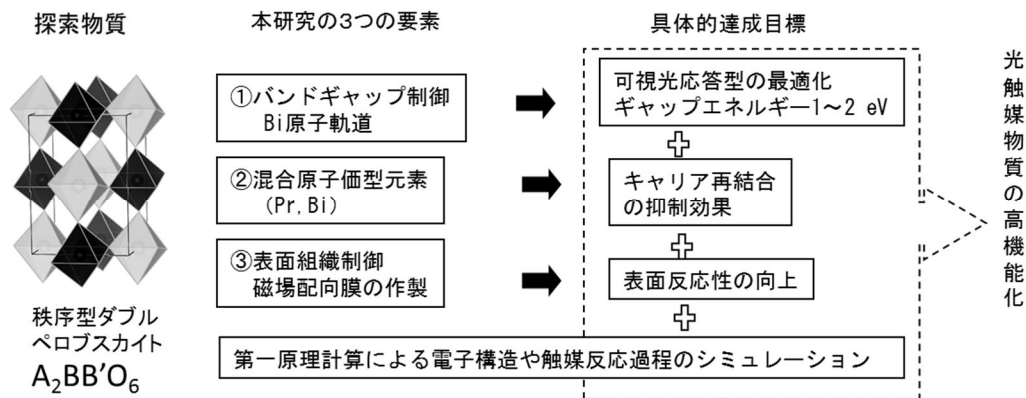 探索物質
本研究の3つの要素
具体的達成目標
①バンドギャップ制御
Bi原子軌道
可視光応答型の最適化
ギャップエネルギー1～2 eV
②混合原子価型元素
(Pr,Bi)
キャリア再結合
の抑制効果
③表面組織制御
磁場配向膜の作製
表面反応性の向上
第一原理計算による電子構造や触媒反応過程のシミュレーション
光触媒物質の高機能化
秩序型ダブル
ペロブスカイト
A₂BB’O₆